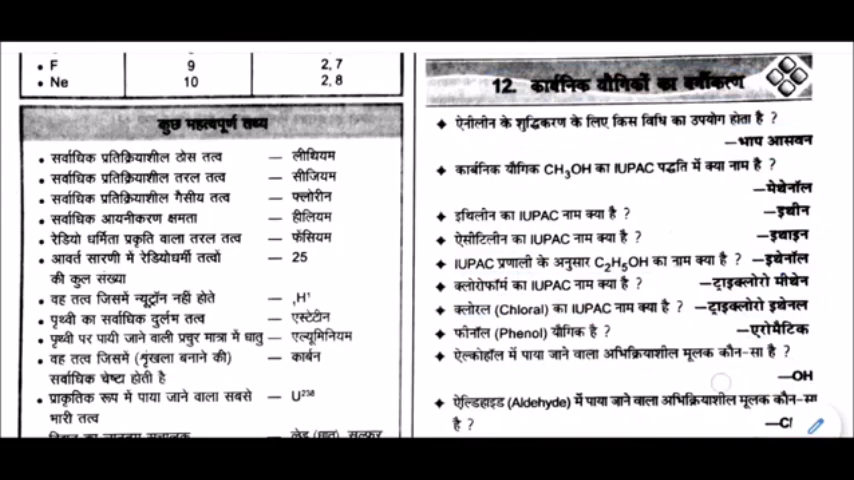 • F 9 2, 7
• Ne 10 2, 8
कुछ महत्वपूर्ण तथ्य
• सर्वाधिक प्रतिक्रियाशील ठोस तत्व — लीथियम
• सर्वाधिक प्रतिक्रियाशील तरल तत्व — सीजियम
• सर्वाधिक प्रतिक्रियाशील गैसीय तत्व — फ्लोरीन
• सर्वाधिक आयनीकरण क्षमता — हीलियम
• रेडियो धर्मिता प्रकृति वाला तरल तत्व — फ्रेंसियम
• आवर्त सारणी में रेडियोधर्मी तत्वों — 25
की कुल संख्या
• वह तत्व जिसमें न्यूट्रॉन नहीं होते — ₁H¹
• पृथ्वी का सर्वाधिक दुर्लभ तत्व — एस्टेटीन
• पृथ्वी पर पायी जाने वाली प्रचुर मात्रा में धातु — एल्यूमिनियम
• वह तत्व जिसमें (शृंखला बनाने की) — कार्बन
सर्वाधिक चेष्टा होती है
• प्राकृतिक रूप में पाया जाने वाला सबसे — U²³⁸
भारी तत्व
12. कार्बनिक यौगिकों का वर्गीकरण
✦ ऐनीलीन के शुद्धिकरण के लिए किस विधि का उपयोग होता है ?
—भाप आसवन
✦ कार्बनिक यौगिक CH₃OH का IUPAC पद्धति में क्या नाम है ?
—मेथेनॉल
✦ इथिलीन का IUPAC नाम क्या है ? —इथीन
✦ ऐसीटिलीन का IUPAC नाम क्या है ? —इथाइन
✦ IUPAC प्रणाली के अनुसार C₂H₅OH का नाम क्या है ? —इथेनॉल
✦ क्लोरोफॉर्म का IUPAC नाम क्या है ? —ट्राइक्लोरो मीथेन
✦ क्लोरल (Chloral) का IUPAC नाम क्या है ? —ट्राइक्लोरो इथेनल
✦ फीनॉल (Phenol) यौगिक है ? —एरोमैटिक
✦ ऐल्कोहॉल में पाया जाने वाला अभिक्रियाशील मूलक कौन-सा है ?
—OH
✦ ऐल्डिहाइड (Aldehyde) में पाया जाने वाला अभिक्रियाशील मूलक कौन-सा
है ?